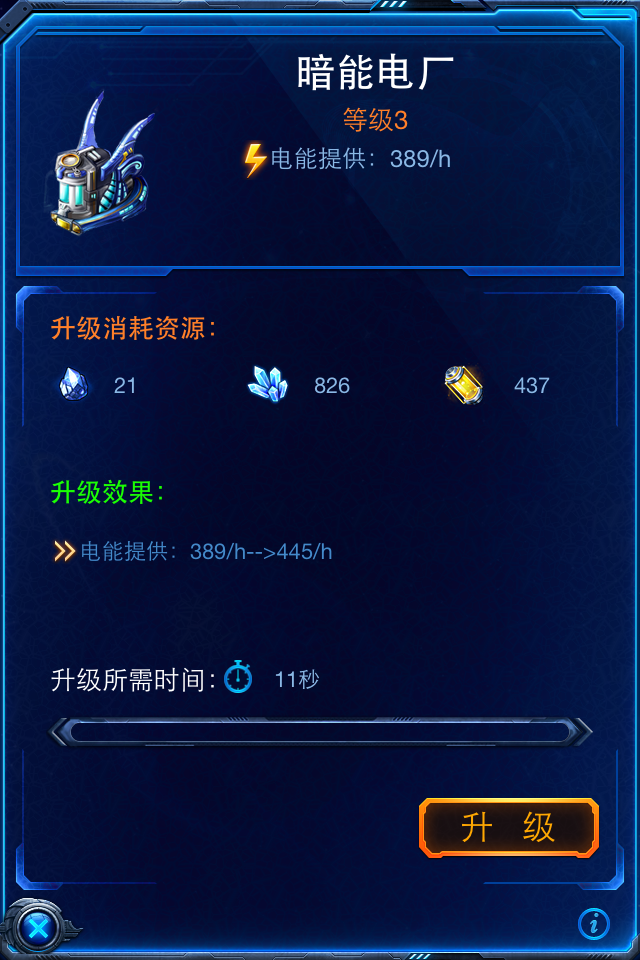 暗能电厂
等级3
电能提供：389/h
升级消耗资源：
21 826 437
升级效果：
电能提供：389/h-->445/h
升级所需时间： 11秒
升 级